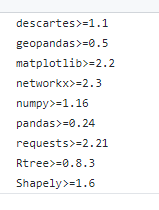 descartes>=1.1
geopandas>=0.5
matplotlib>=2.2
networkx>=2.3
numpy>=1.16
pandas>=0.24
requests>=2.21
Rtree>=0.8.3
Shapely>=1.6